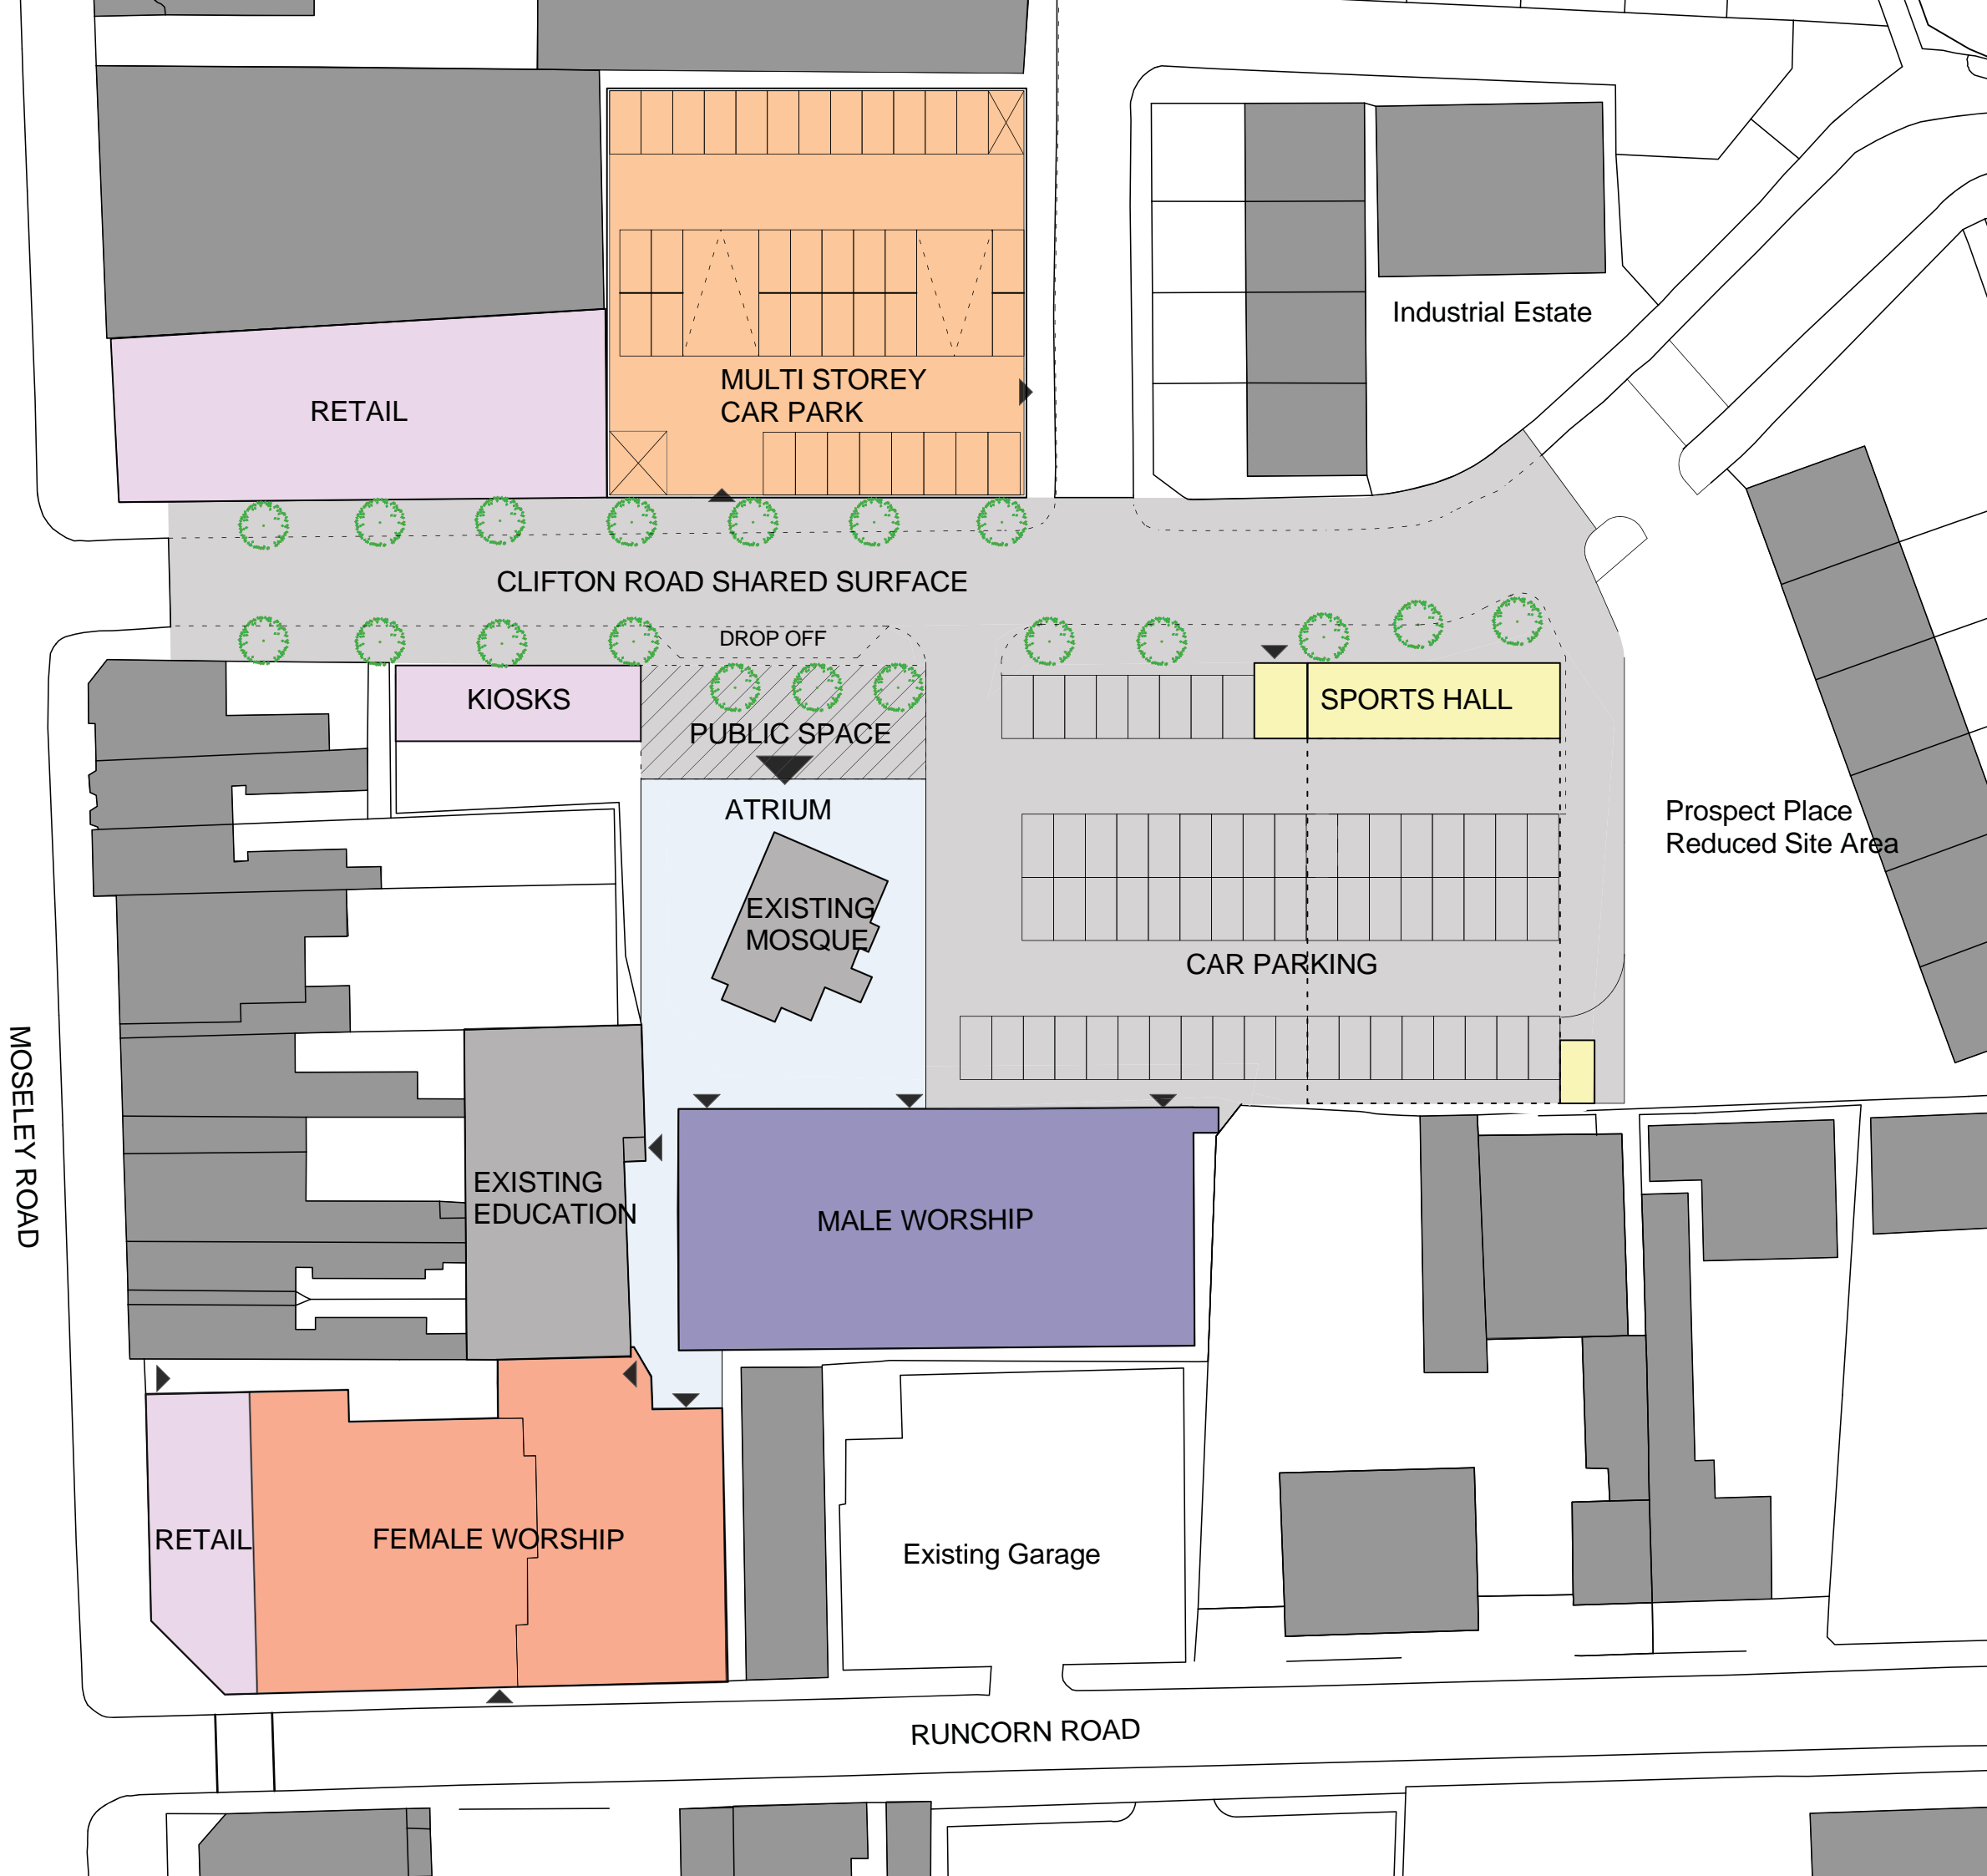 Industrial Estate
MULTI STOREY
CAR PARK
RETAIL
CLIFTON ROAD SHARED SURFACE
DROP OFF
KIOSKS
SPORTS HALL
PUBLIC SPACE
ATRIUM
Prospect Place
Reduced Site Area
EXISTING
MOSQUE
CAR PARKING
MOSELEY ROAD
EXISTING
EDUCATION
MALE WORSHIP
RETAIL
FEMALE WORSHIP
Existing Garage
RUNCORN ROAD